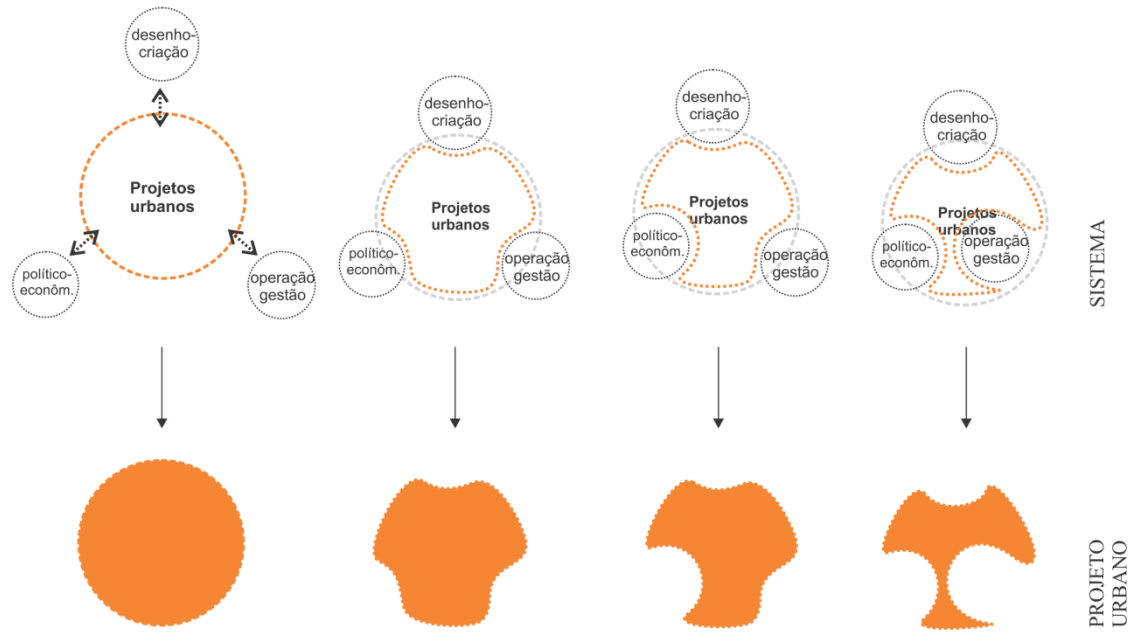 desenho-
criação
Projetos
urbanos
político-
econôm.
operação
gestão
desenho-
criação
Projetos
urbanos
político-
econôm.
operação
gestão
desenho-
criação
Projetos
urbanos
político-
econôm.
operação
gestão
desenho-
criação
Projetos
urbanos
político-
econôm.
operação
gestão
SISTEMA
PROJETO
URBANO